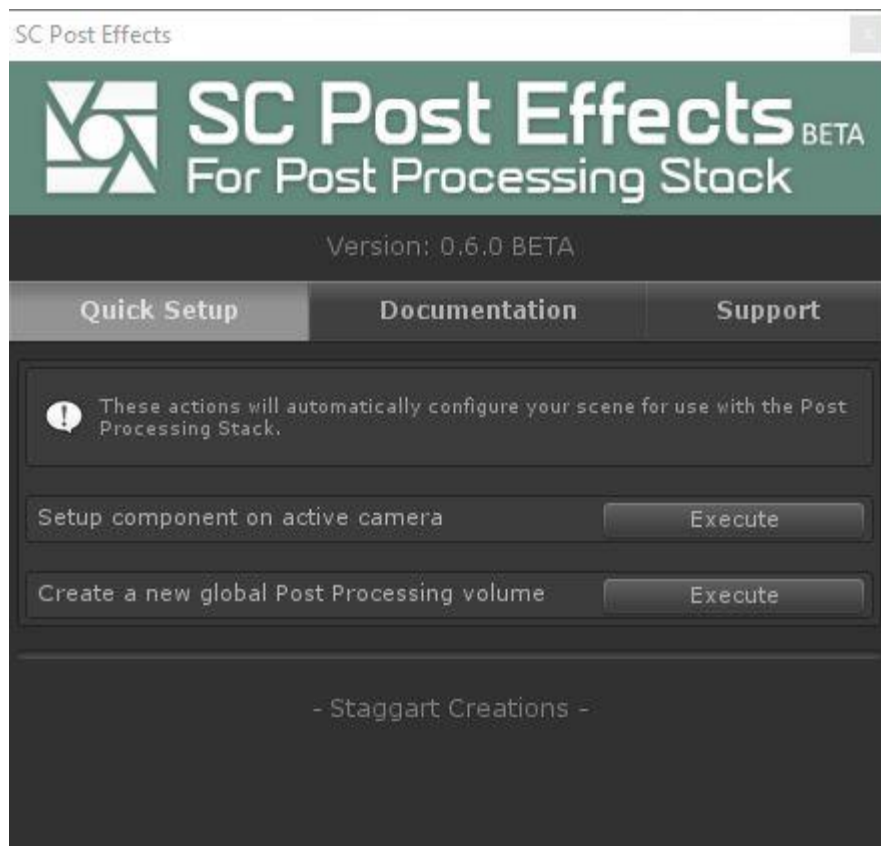 SC Post Effects
SC Post Effects BETA
For Post Processing Stack
Version: 0.6.0 BETA
Quick Setup Documentation Support
These actions will automatically configure your scene for use with the Post
Processing Stack.
Setup component on active camera Execute
Create a new global Post Processing volume Execute
- Staggart Creations -